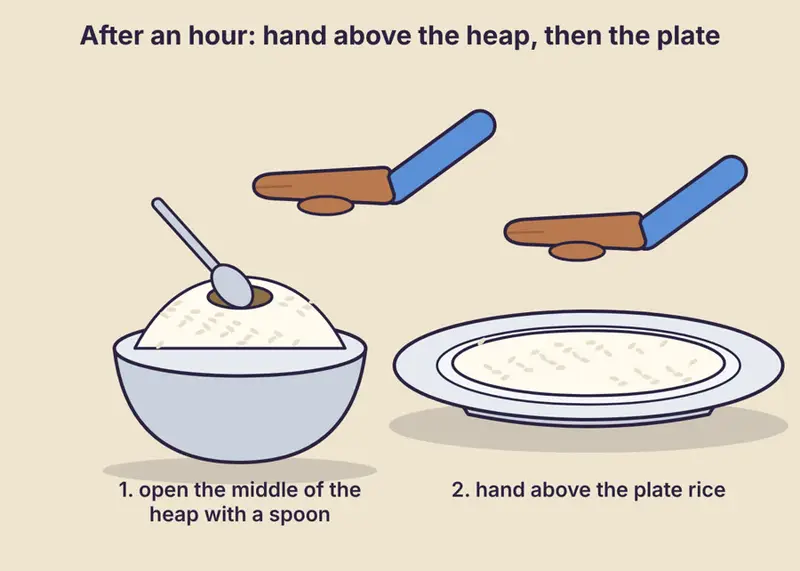 After an hour: hand above the heap, then the plate
1. open the middle of the
heap with a spoon
2. hand above the plate rice